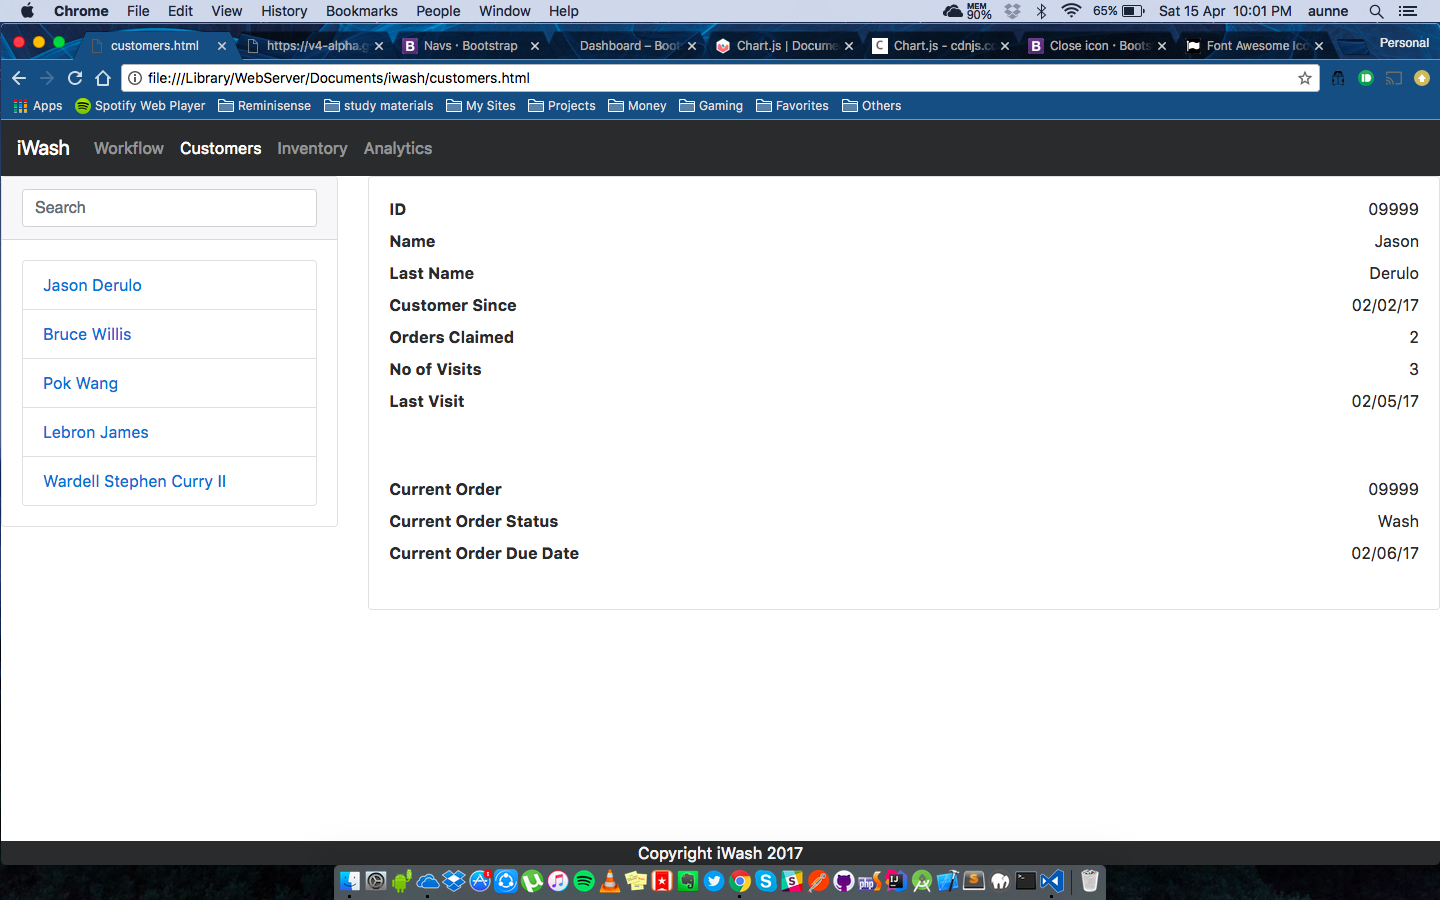 Chrome File Edit View History Bookmarks People Window Help MEM 90% 65% Sat 15 Apr 10:01 PM aunne
customers.html https://v4-alpha.g Navs · Bootstrap Dashboard – Boot Chart.js | Docume Chart.js - cdnjs.co Close icon · Boots Font Awesome Ico Personal
file:///Library/WebServer/Documents/iwash/customers.html
Apps Spotify Web Player Reminisense study materials My Sites Projects Money Gaming Favorites Others
iWash Workflow Customers Inventory Analytics
Search
Jason Derulo
Bruce Willis
Pok Wang
Lebron James
Wardell Stephen Curry II
ID 09999
Name Jason
Last Name Derulo
Customer Since 02/02/17
Orders Claimed 2
No of Visits 3
Last Visit 02/05/17
Current Order 09999
Current Order Status Wash
Current Order Due Date 02/06/17
Copyright iWash 2017